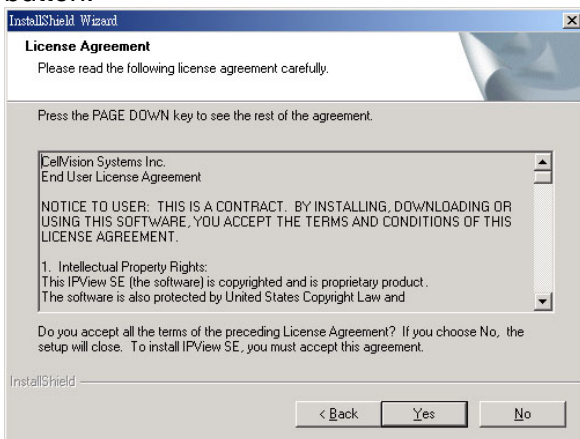 InstallShield Wizard
License Agreement
Please read the following license agreement carefully.
Press the PAGE DOWN key to see the rest of the agreement.
CellVision Systems Inc.
End User License Agreement
NOTICE TO USER: THIS IS A CONTRACT. BY INSTALLING, DOWNLOADING OR
USING THIS SOFTWARE, YOU ACCEPT THE TERMS AND CONDITIONS OF THIS
LICENSE AGREEMENT.
1. Intellectual Property Rights:
This IPView SE (the software) is copyrighted and is proprietary product.
The software is also protected by United States Copyright Law and
Do you accept all the terms of the preceding License Agreement? If you choose No, the
setup will close. To install IPView SE, you must accept this agreement.
InstallShield
< Back Yes No